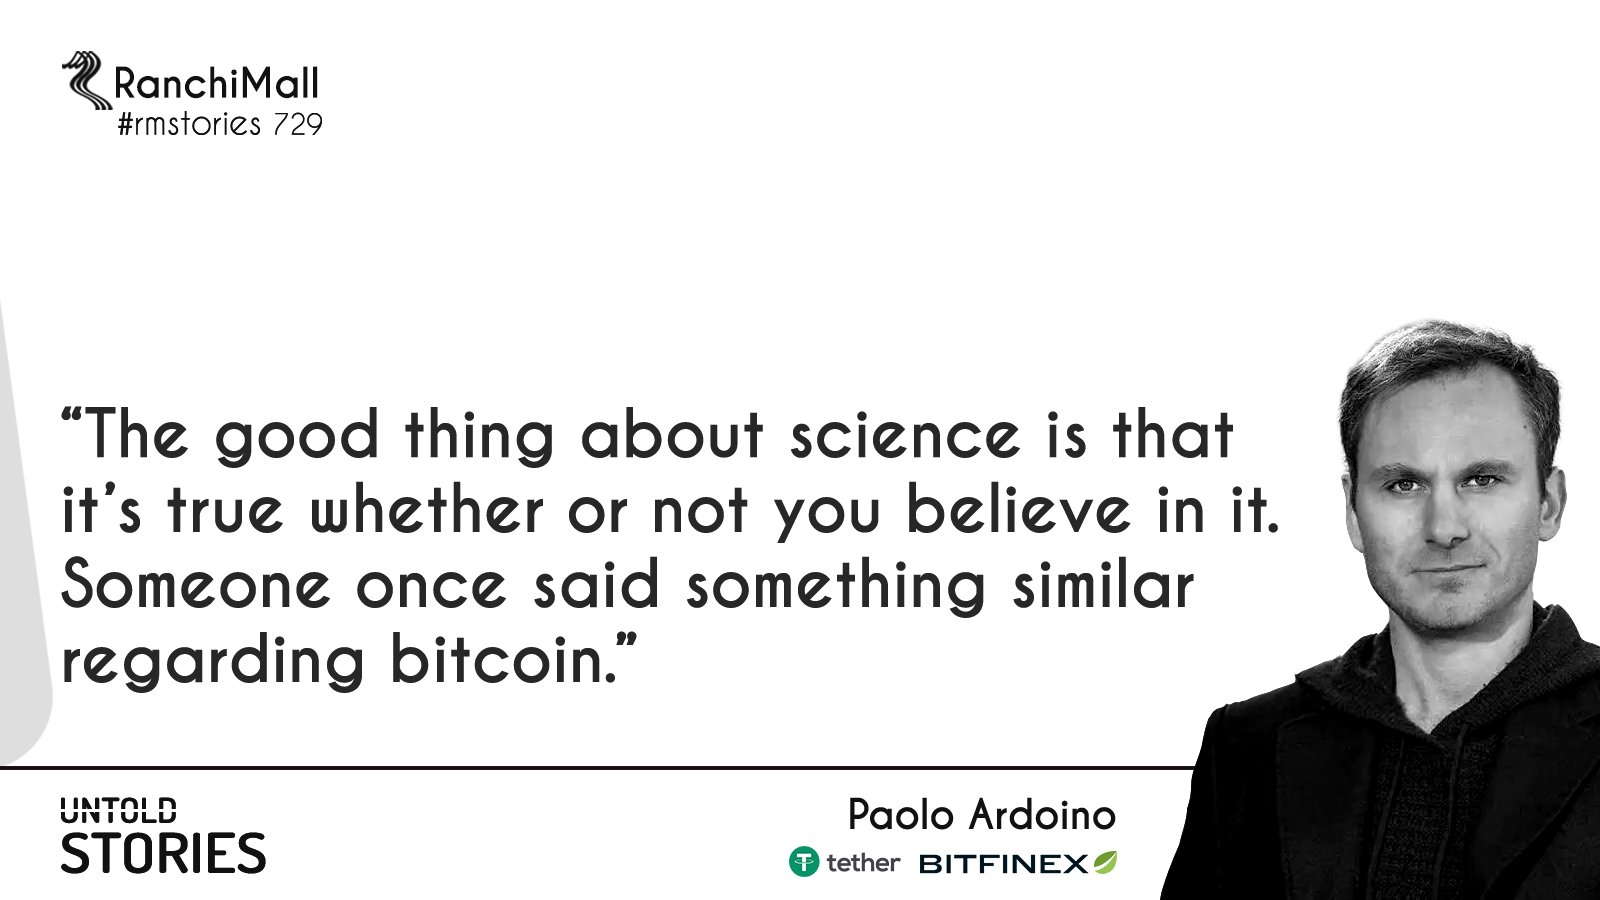 RanchiMall
#rmstories 729
“The good thing about science is that
it’s true whether or not you believe in it.
Someone once said something similar
regarding bitcoin.”
UNTOLD
STORIES
Paolo Ardoino
tether BITFINEX